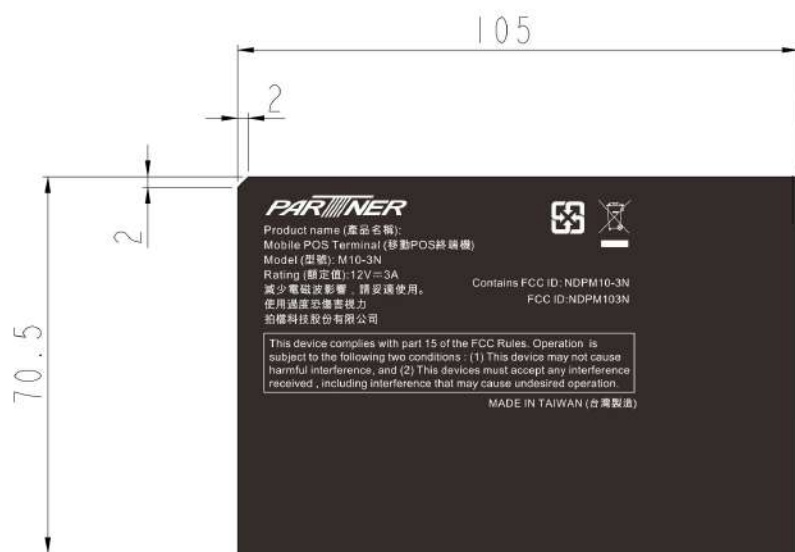 105
2
2
70.5
PARTNER
Product name (產品名稱):
Mobile POS Terminal (移動POS終端機)
Model (型號): M10-3N
Rating (額定值):12V⎓3A
減少電磁波影響，請妥適使用。
使用過度恐傷害視力
拍檔科技股份有限公司
Contains FCC ID: NDPM10-3N
FCC ID:NDPM103N
This device complies with part 15 of the FCC Rules. Operation is
subject to the following two conditions : (1) This device may not cause
harmful interference, and (2) This devices must accept any interference
received , including interference that may cause undesired operation.
MADE IN TAIWAN (台灣製造)